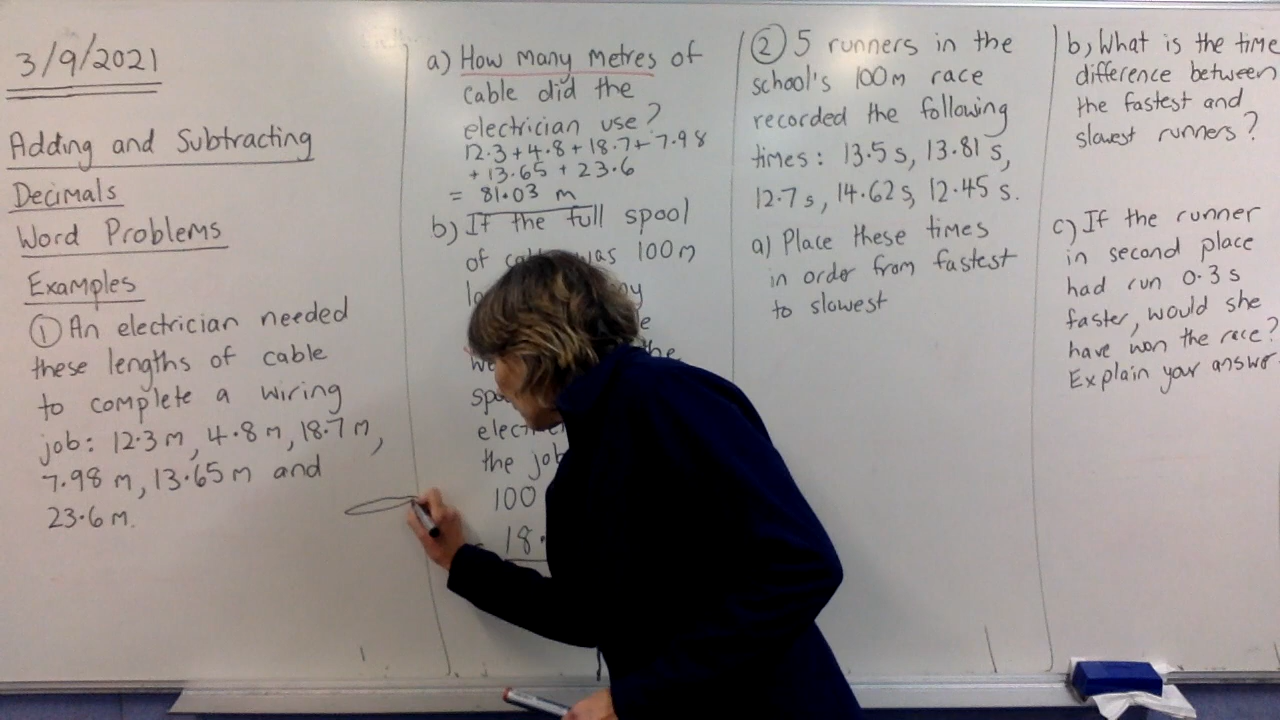 3/9/2021
Adding and Subtracting
Decimals
Word Problems
Examples
① An electrician needed
these lengths of cable
to complete a wiring
job: 12.3 m, 4.8 m, 18.7 m,
7.98 m, 13.65 m and
23.6 m.
a) How many metres of
cable did the
electrician use?
12.3 + 4.8 + 18.7 + 7.98
+ 13.65 + 23.6
= 81.03 m
b) If the full spool
of was 100 m
the
the job
100
18.
② 5 runners in the
school's 100m race
recorded the following
times: 13.5 s, 13.81 s,
12.7 s, 14.62 s, 12.45 s.
a) Place these times
in order from fastest
to slowest
b, What is the time
difference between
the fastest and
slowest runners?
c) If the runner
in second place
had run 0.3 s
faster, would she
have won the race?
Explain your answer